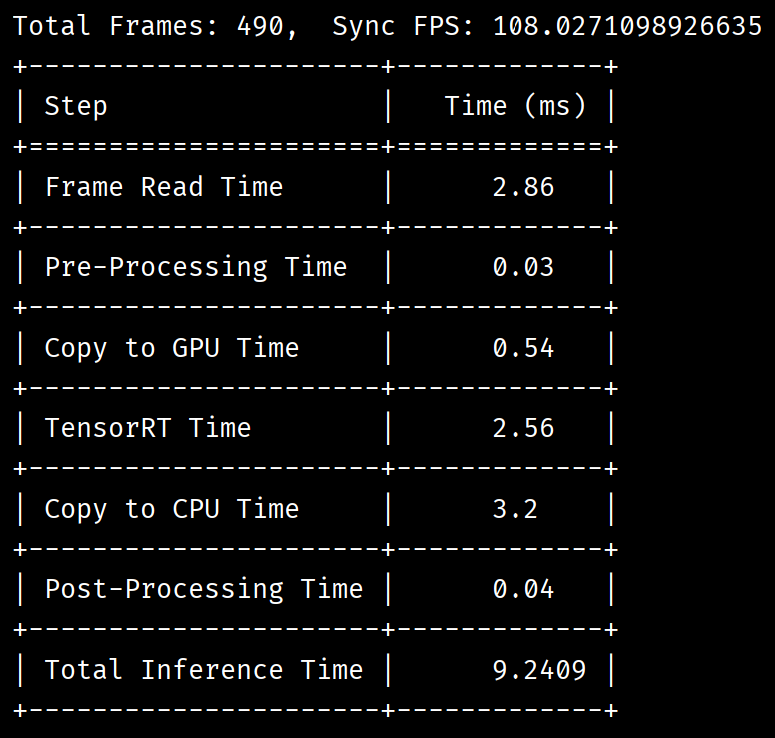 Total Frames: 490,  Sync FPS: 108.0271098926635
+----------------------+-------------+
| Step                 |   Time (ms) |
+======================+=============+
| Frame Read Time      |      2.86   |
+----------------------+-------------+
| Pre-Processing Time  |      0.03   |
+----------------------+-------------+
| Copy to GPU Time     |      0.54   |
+----------------------+-------------+
| TensorRT Time        |      2.56   |
+----------------------+-------------+
| Copy to CPU Time     |      3.2    |
+----------------------+-------------+
| Post-Processing Time |      0.04   |
+----------------------+-------------+
| Total Inference Time |      9.2409 |
+----------------------+-------------+